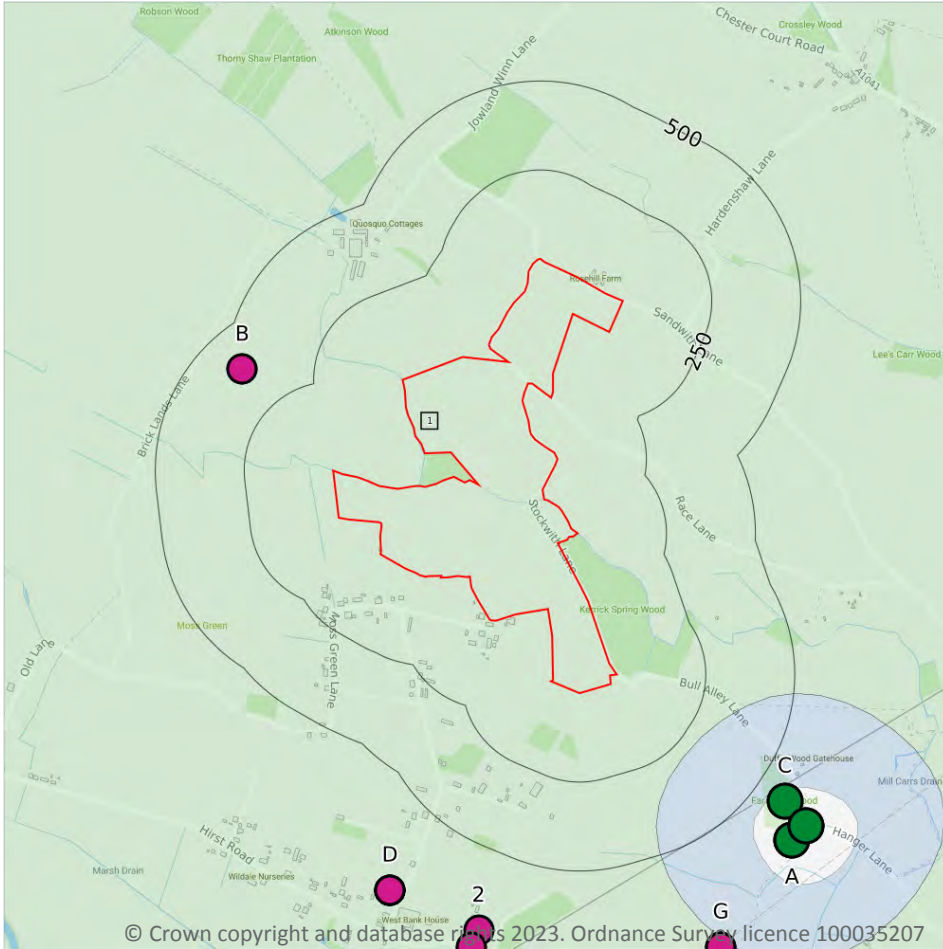 Robson Wood
Atkinson Wood
Thorny Shaw Plantation
Jowland Winn Lane
Chester Court Road
Crossley Wood
A1041
500
Hardenshaw Lane
Quosquo Cottages
Rosehill Farm
Sandwith Lane
250
Lee's Carr Wood
B
Brick Lands Lane
1
Stockwith Lane
Race Lane
Moss Green
Old Lane
Moss Green Lane
Kerrick Spring Wood
Bull Alley Lane
C
Mill Carrs Drain
Hanger Lane
A
Hirst Road
Marsh Drain
Wildale Nurseries
D
West Bank House
2
G
© Crown copyright and database rights 2023. Ordnance Survey licence 100035207